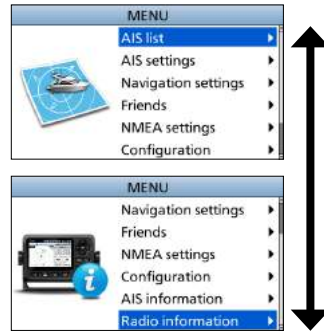 MENU
AIS list
AIS settings
Navigation settings
Friends
NMEA settings
Configuration
MENU
Navigation settings
Friends
NMEA settings
Configuration
AIS information
Radio information